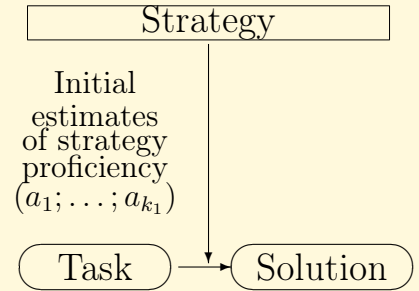 Strategy
Initial
estimates
of strategy
proficiency
(a₁; . . . ; aₖ₁)
Task
Solution